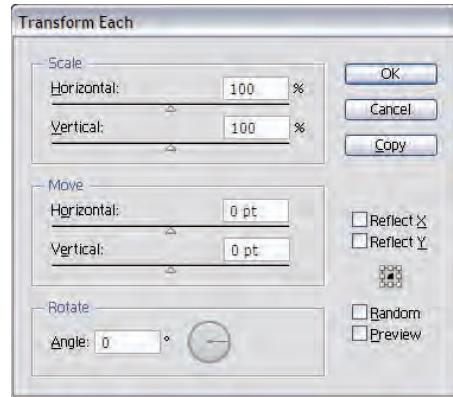 Transform Each
Scale
Horizontal: 100 %
Vertical: 100 %
OK
Cancel
Copy
Move
Horizontal: 0 pt
Vertical: 0 pt
Reflect X
Reflect Y
Rotate
Angle: 0 °
Random
Preview